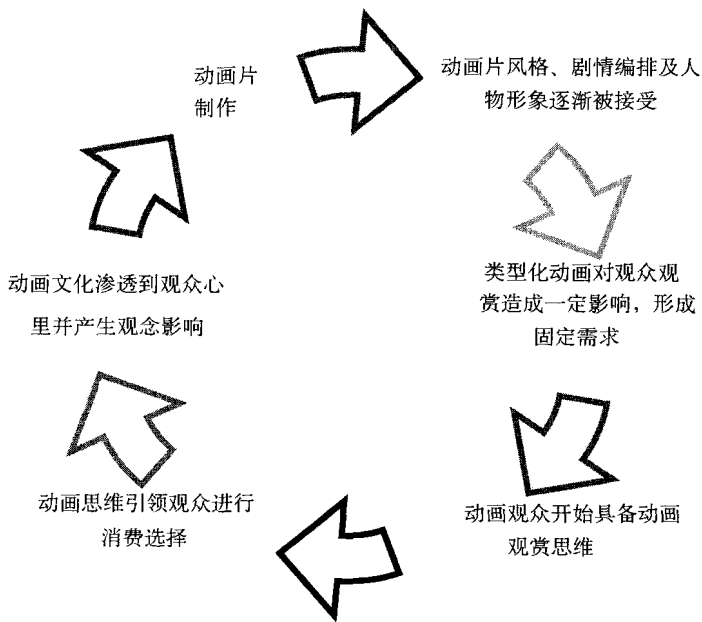 动画片
制作
动画片风格、剧情编排及人
物形象逐渐被接受
类型化动画对观众观
赏造成一定影响，形成
固定需求
动画观众开始具备动画
观赏思维
动画思维引领观众进行
消费选择
动画文化渗透到观众心
里并产生观念影响